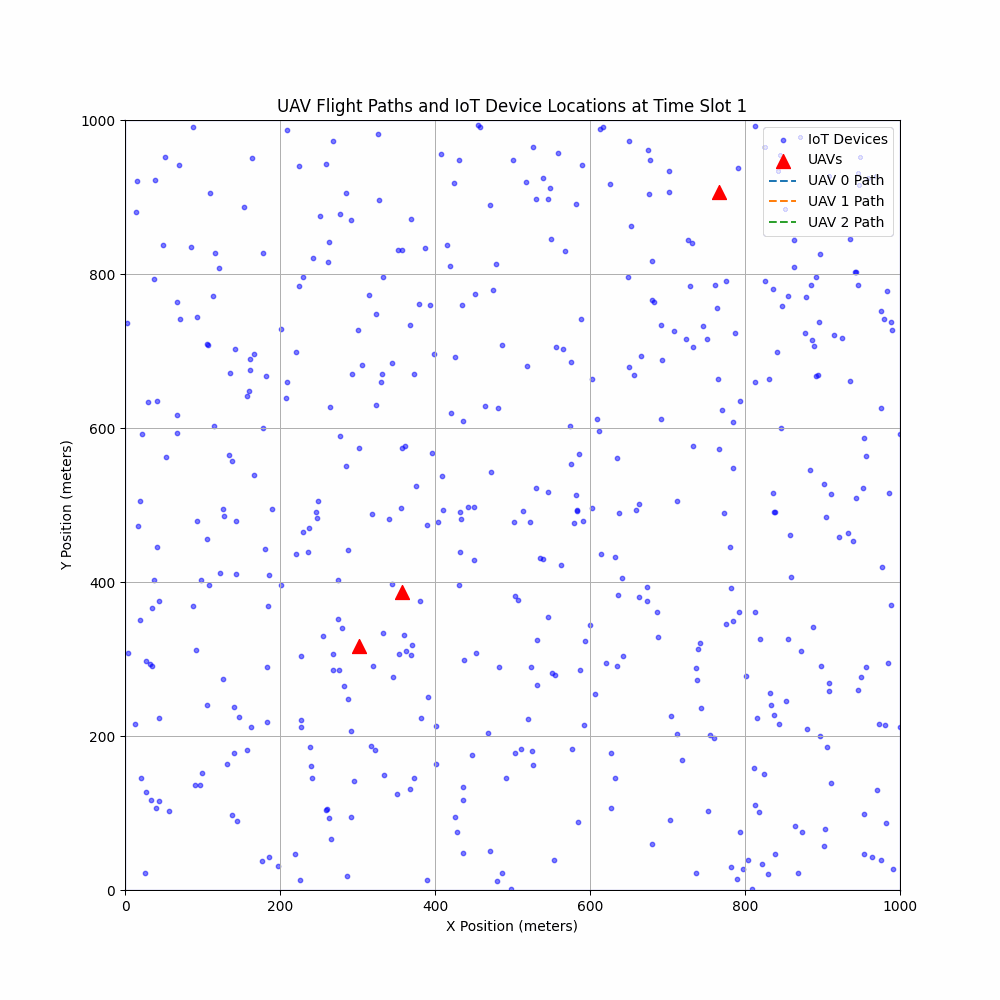 UAV Flight Paths and IoT Device Locations at Time Slot 1
IoT Devices
UAVs
UAV 0 Path
UAV 1 Path
UAV 2 Path
Y Position (meters)
1000
800
600
400
200
0
0 200 400 600 800 1000
X Position (meters)